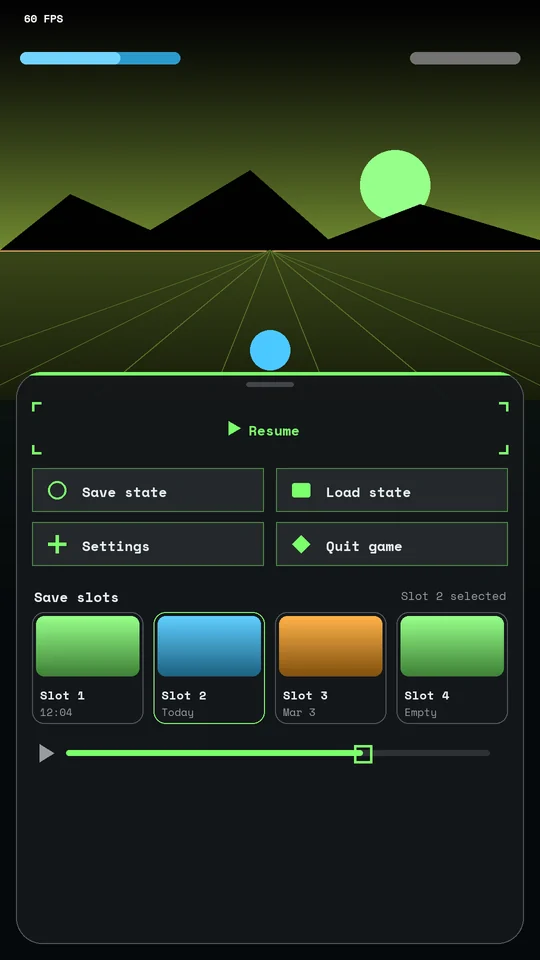 60 FPS
Resume
Save state
Load state
Settings
Quit game
Save slots
Slot 2 selected
Slot 1
12:04
Slot 2
Today
Slot 3
Mar 3
Slot 4
Empty